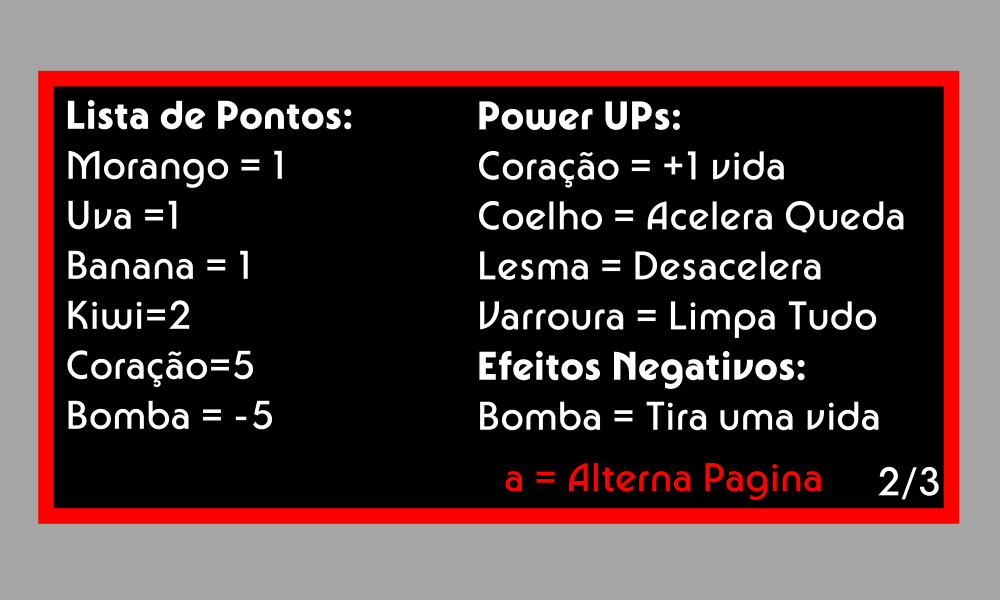 Lista de Pontos:
Morango = 1
Uva =1
Banana = 1
Kiwi=2
Coração=5
Bomba = -5
Power UPs:
Coração = +1 vida
Coelho = Acelera Queda
Lesma = Desacelera
Varroura = Limpa Tudo
Efeitos Negativos:
Bomba = Tira uma vida
a = Alterna Pagina
2/3